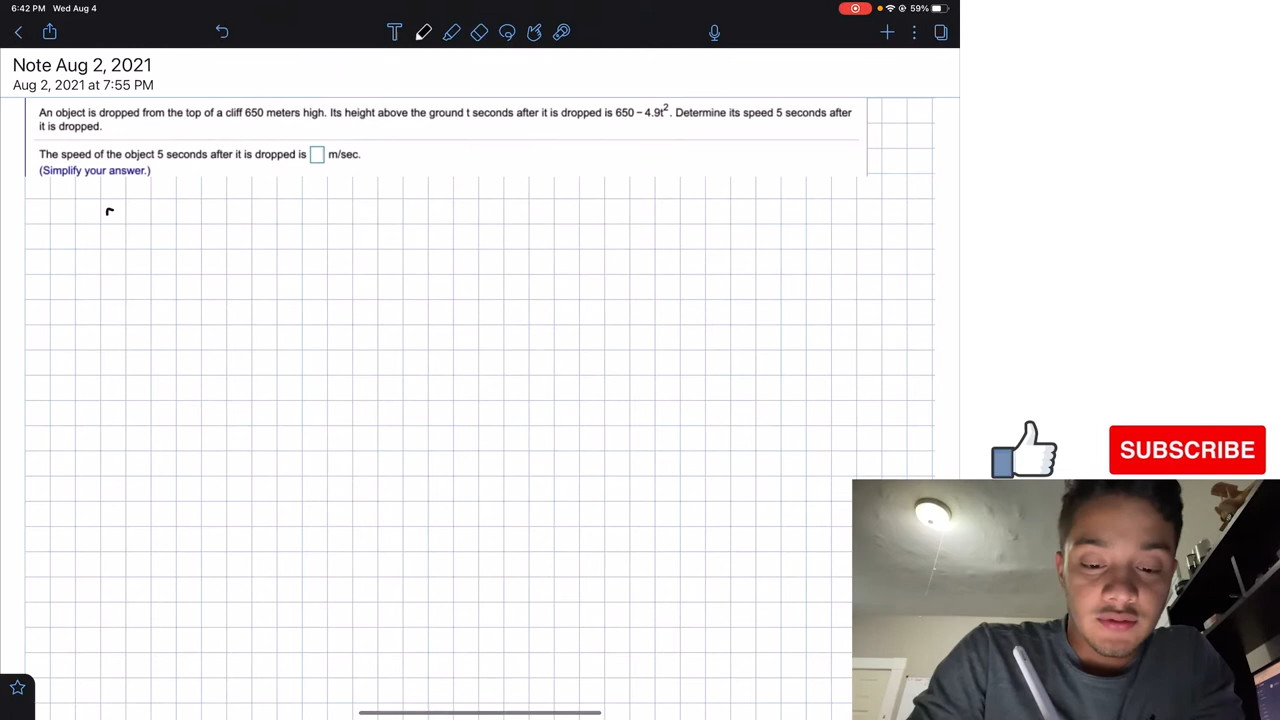 6:42 PM Wed Aug 4
59%
Note Aug 2, 2021
Aug 2, 2021 at 7:55 PM
An object is dropped from the top of a cliff 650 meters high. Its height above the ground t seconds after it is dropped is 650 − 4.9t². Determine its speed 5 seconds after
it is dropped.
The speed of the object 5 seconds after it is dropped is m/sec.
(Simplify your answer.)
SUBSCRIBE